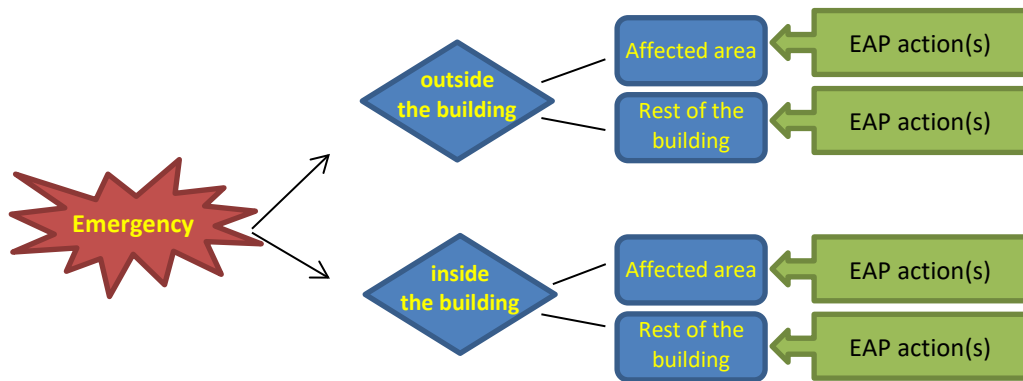 Emergency
outside
the building
Affected area
EAP action(s)
Rest of the
building
EAP action(s)
inside
the building
Affected area
EAP action(s)
Rest of the
building
EAP action(s)